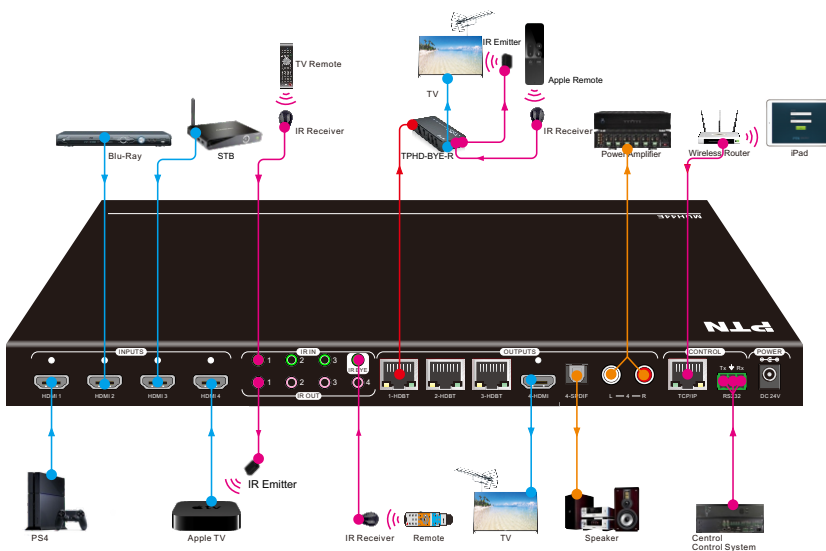 TV Remote
IR Receiver
IR Emitter
TV
Apple Remote
IR Receiver
TPHD-BYE-R
Blu-Ray
STB
Power Amplifier
Wireless Router
iPad
MUH44E
PTN
INPUTS
IR IN
OUTPUTS
CONTROL
POWER
1
2
3
IR EYE
Tx Rx
1
2
3
4
L 4 R
HDMI 1
HDMI 2
HDMI 3
HDMI 4
IR OUT
1-HDBT
2-HDBT
3-HDBT
4-HDMI
4-SPDIF
TCP/IP
RS232
DC 24V
IR Emitter
PS4
Apple TV
IR Receiver
Remote
TV
Speaker
Centrol
Control System